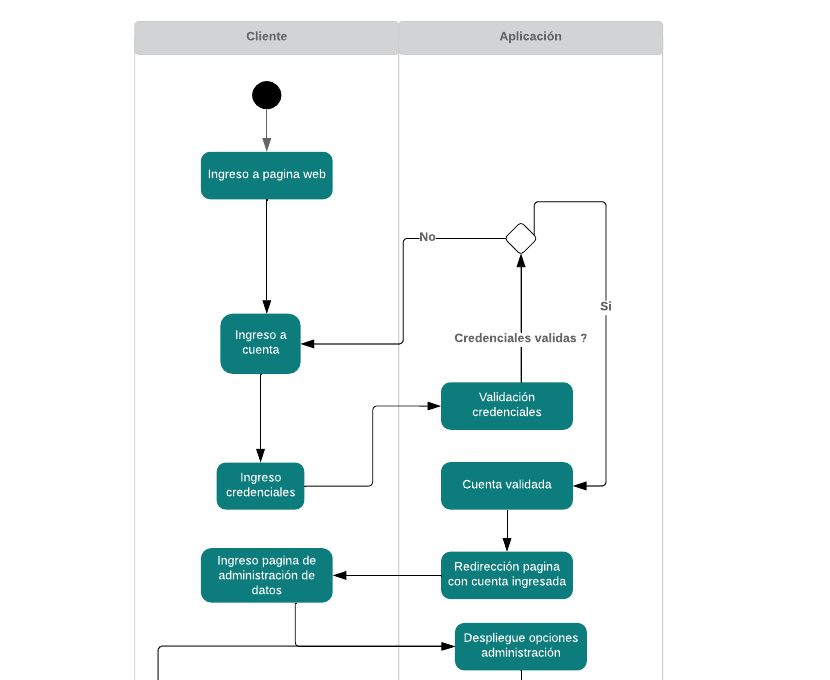 Cliente
Aplicación
Ingreso a pagina web
No
Si
Ingreso a
cuenta
Credenciales validas ?
Validación
credenciales
Ingreso
credenciales
Cuenta validada
Ingreso pagina de
administración de
datos
Redirección pagina
con cuenta ingresada
Despliegue opciones
administración